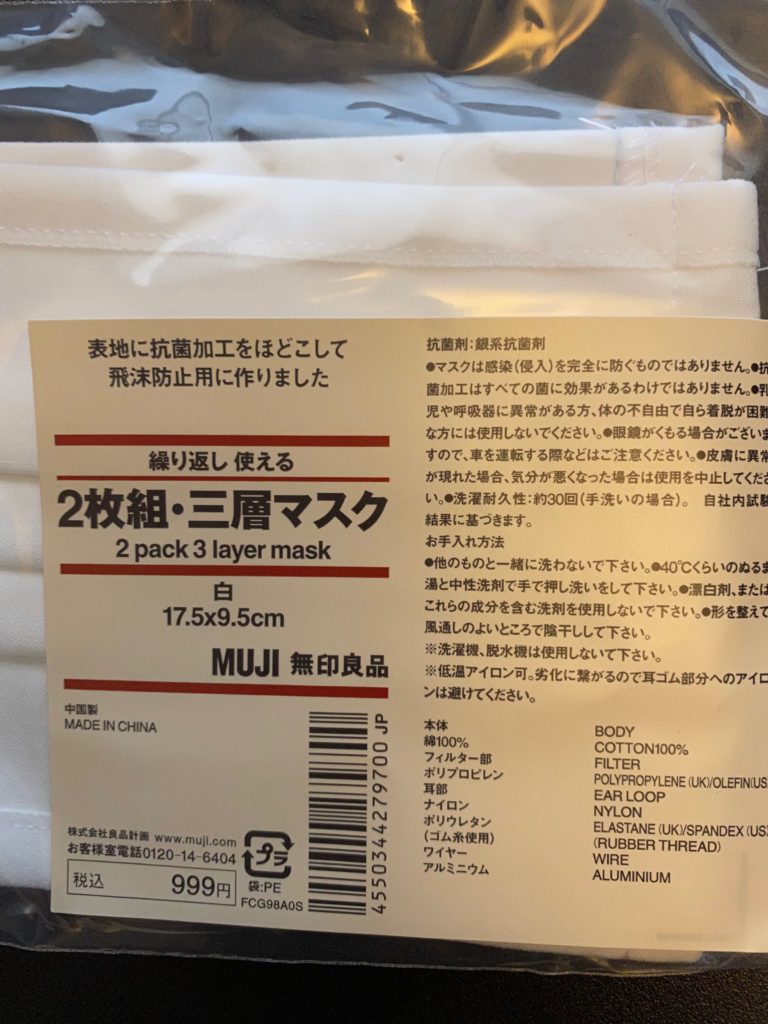 表地に抗菌加工をほどこして
飛沫防止用に作りました
繰り返し 使える
2枚組・三層マスク
2 pack 3 layer mask
白
17.5x9.5cm
MUJI 無印良品
中国製
MADE IN CHINA
株式会社良品計画 www.muji.com
お客様室電話0120-14-6404
税込 999円
プラ
袋:PE
FCG98A0S
4550344279700 JP
抗菌剤:銀系抗菌剤
●マスクは感染(侵入)を完全に防ぐものではありません。●抗
菌加工はすべての菌に効果があるわけではありません。●乳
児や呼吸器に異常がある方、体の不自由で自ら着脱が困難
な方には使用しないでください。●眼鏡がくもる場合がございま
すので、車を運転する際などはご注意ください。●皮膚に異常
が現れた場合、気分が悪くなった場合は使用を中止してくださ
い。●洗濯耐久性:約30回(手洗いの場合)。 自社内試験
結果に基づきます。
お手入れ方法
●他のものと一緒に洗わないで下さい。●40℃くらいのぬるま
湯と中性洗剤で手で押し洗いをして下さい。●漂白剤、または
これらの成分を含む洗剤を使用しないで下さい。●形を整えて
風通しのよいところで陰干しして下さい。
※洗濯機、脱水機は使用しないて下さい。
※低温アイロン可。劣化に繋がるので耳ゴム部分へのアイロ
ンは避けてください。
本体 BODY
綿100% COTTON100%
フィルター部 FILTER
ポリプロピレン POLYPROPYLENE (UK)/OLEFIN(US
耳部 EAR LOOP
ナイロン NYLON
ポリウレタン ELASTANE (UK)/SPANDEX (US)
(ゴム糸使用) (RUBBER THREAD)
ワイヤー WIRE
アルミニウム ALUMINIUM